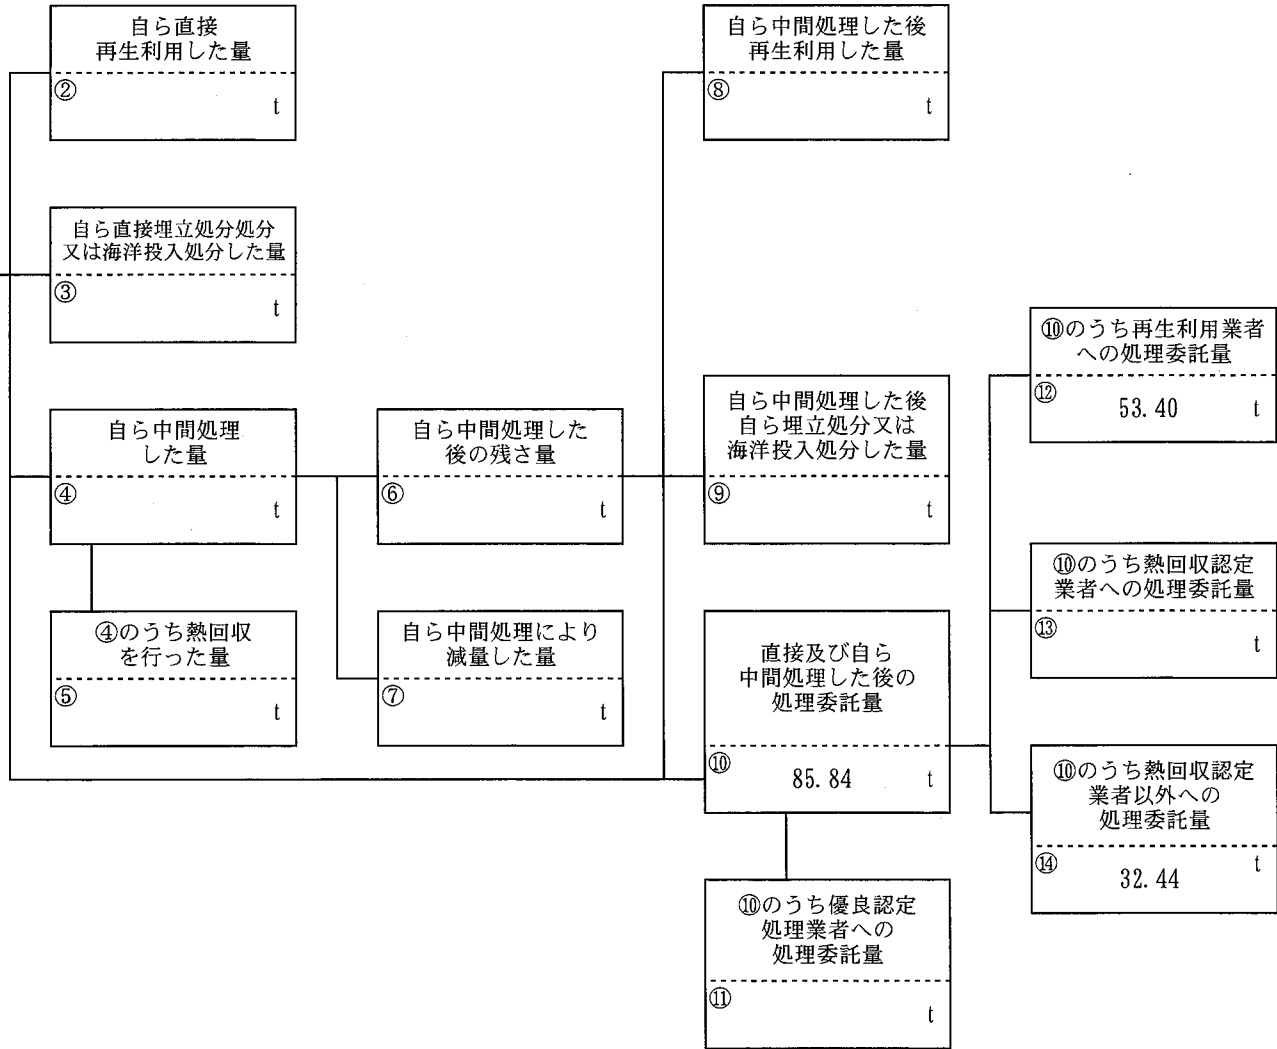 自ら直接
再生利用した量
②
t
自ら直接埋立処分処分
又は海洋投入処分した量
③
t
自ら中間処理
した量
④
t
④のうち熱回収
を行った量
⑤
t
自ら中間処理した
後の残さ量
⑥
t
自ら中間処理により
減量した量
⑦
t
自ら中間処理した後
再生利用した量
⑧
t
自ら中間処理した後
自ら埋立処分又は
海洋投入処分した量
⑨
t
直接及び自ら
中間処理した後の
処理委託量
⑩
85.84 t
⑩のうち優良認定
処理業者への
処理委託量
⑪
t
⑩のうち再生利用業者
への処理委託量
⑫
53.40 t
⑩のうち熱回収認定
業者への処理委託量
⑬
t
⑩のうち熱回収認定
業者以外への
処理委託量
⑭
32.44 t